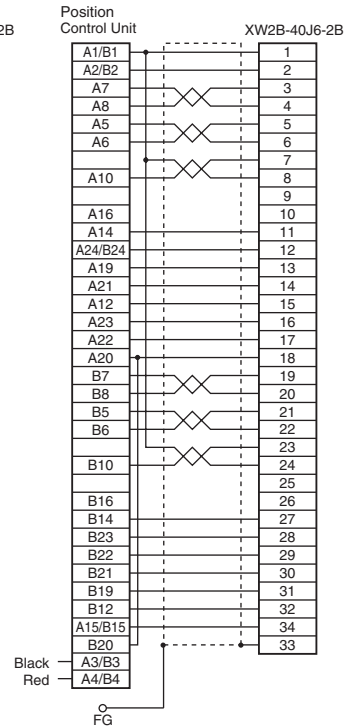 Position
2B Control Unit XW2B-40J6-2B
A1/B1 1
A2/B2 2
A7 3
A8 4
A5 5
A6 6
7
A10 8
9
A16 10
A14 11
A24/B24 12
A19 13
A21 14
A12 15
A23 16
A22 17
A20 18
B7 19
B8 20
B5 21
B6 22
23
B10 24
25
B16 26
B14 27
B23 28
B22 29
B21 30
B19 31
B12 32
A15/B15 34
B20 33
Black A3/B3
Red A4/B4
FG